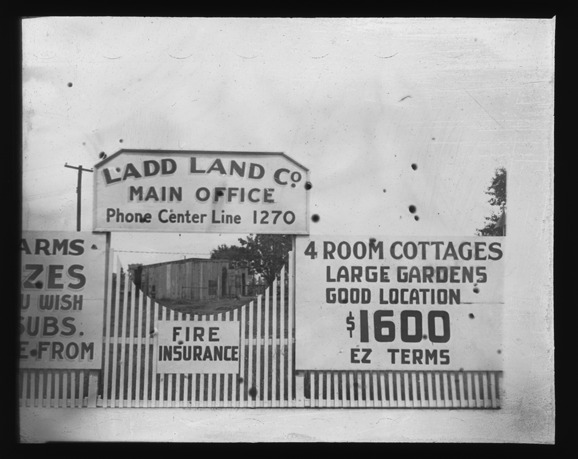 LADD LAND Co.
MAIN OFFICE
Phone Center Line 1270
ARMS
ZES
U WISH
SUBS.
E-FROM
FIRE
INSURANCE
4 ROOM COTTAGES
LARGE GARDENS
GOOD LOCATION
$1600
EZ TERMS